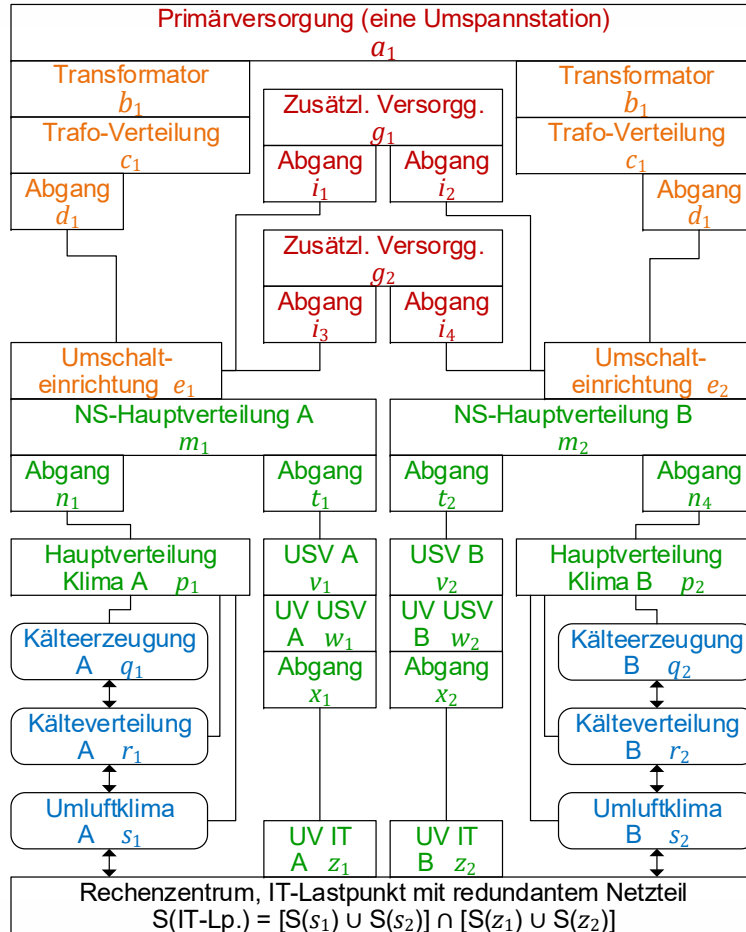 Primärversorgung (eine Umspannstation)
a₁
Transformator
b₁
Transformator
b₁
Zusätzl. Versorgg.
g₁
Trafo-Verteilung
c₁
Trafo-Verteilung
c₁
Abgang
i₁
Abgang
i₂
Abgang
d₁
Abgang
d₁
Zusätzl. Versorgg.
g₂
Abgang
i₃
Abgang
i₄
Umschalt-
einrichtung e₁
Umschalt-
einrichtung e₂
NS-Hauptverteilung A
m₁
NS-Hauptverteilung B
m₂
Abgang
n₁
Abgang
t₁
Abgang
t₂
Abgang
n₄
Hauptverteilung
Klima A p₁
USV A
v₁
USV B
v₂
Hauptverteilung
Klima B p₂
UV USV
A w₁
UV USV
B w₂
Kälteerzeugung
A q₁
Kälteerzeugung
B q₂
Abgang
x₁
Abgang
x₂
Kälteverteilung
A r₁
Kälteverteilung
B r₂
Umluftklima
A s₁
Umluftklima
B s₂
UV IT
A z₁
UV IT
B z₂
Rechenzentrum, IT-Lastpunkt mit redundantem Netzteil
S(IT-Lp.) = [S(s₁) ∪ S(s₂)] ∩ [S(z₁) ∪ S(z₂)]